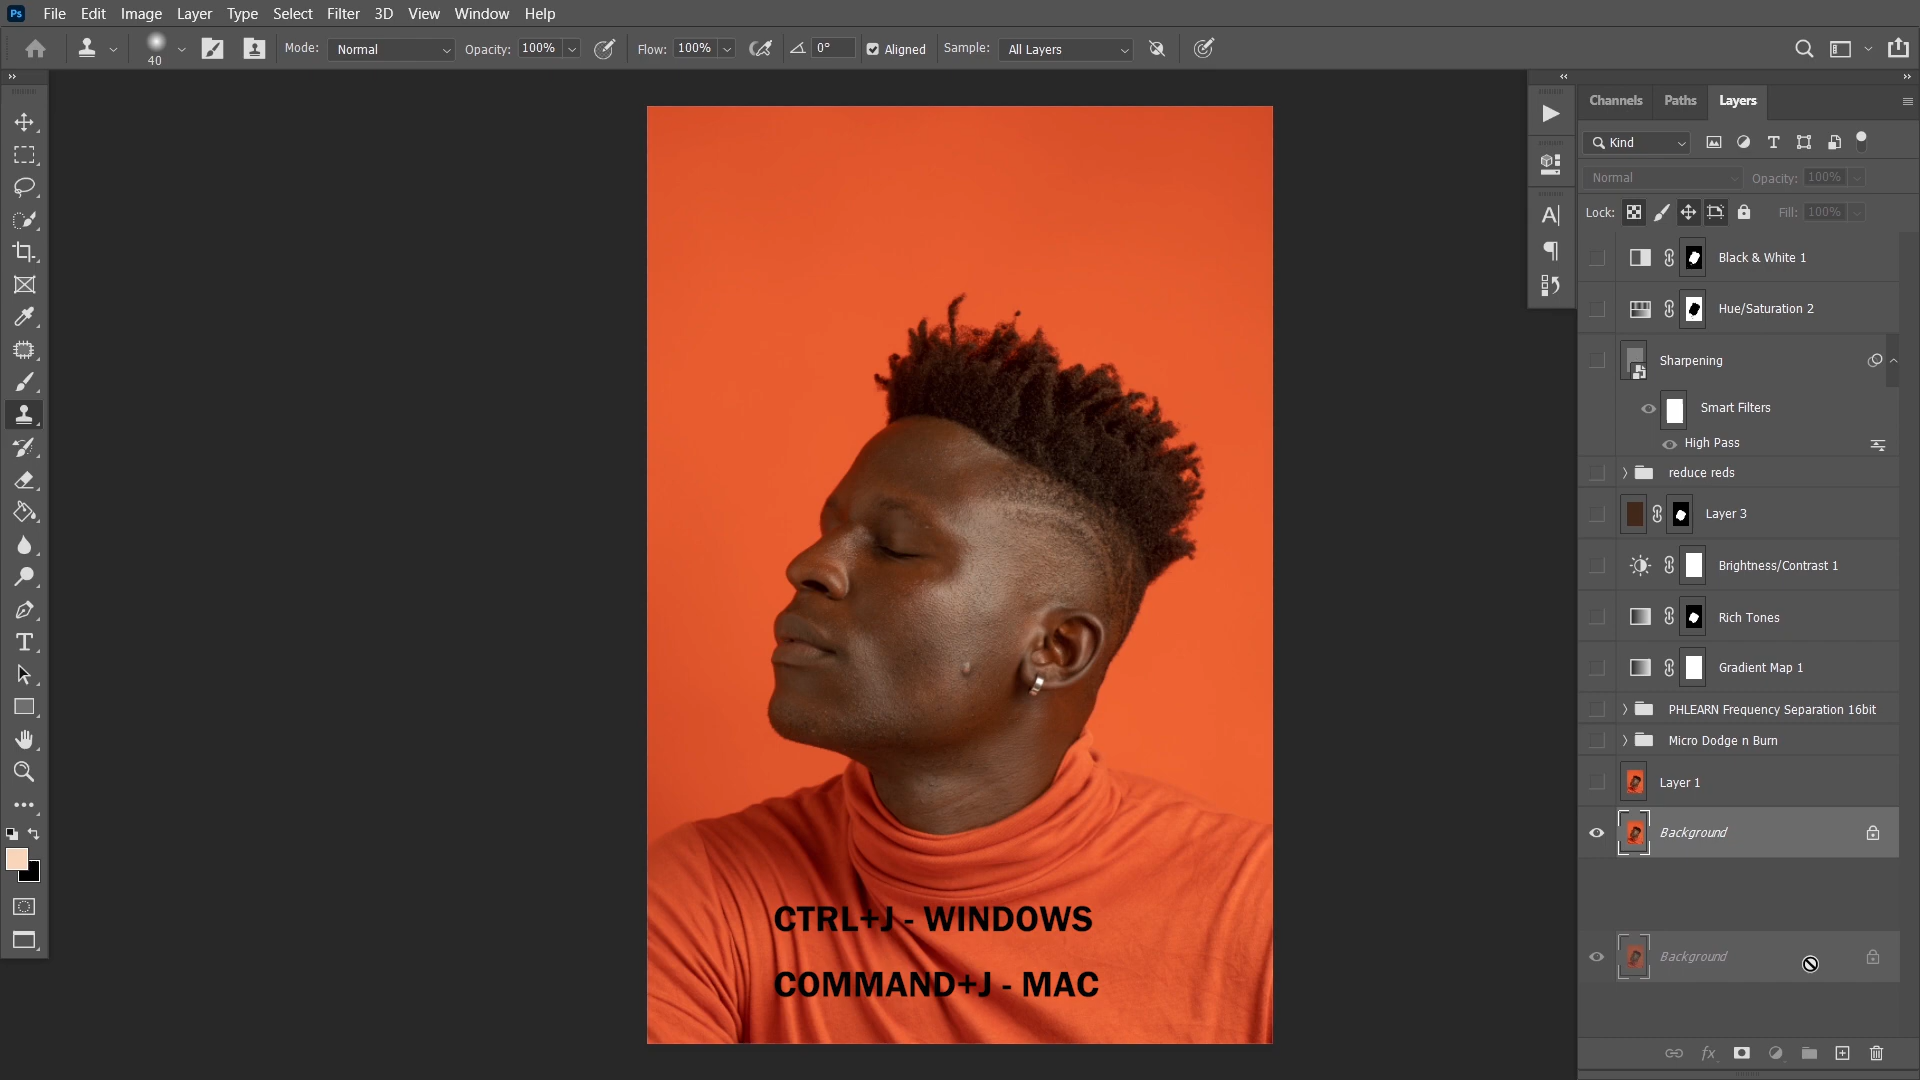 Ps File Edit Image Layer Type Select Filter 3D View Window Help
40 Mode: Normal Opacity: 100% Flow: 100% 0° Aligned Sample: All Layers
Channels Paths Layers
Kind
Normal Opacity: 100%
Lock: Fill: 100%
Black & White 1
Hue/Saturation 2
Sharpening
Smart Filters
High Pass
reduce reds
Layer 3
Brightness/Contrast 1
Rich Tones
Gradient Map 1
PHLEARN Frequency Separation 16bit
Micro Dodge n Burn
Layer 1
Background
Background
fx
CTRL+J - WINDOWS
COMMAND+J - MAC